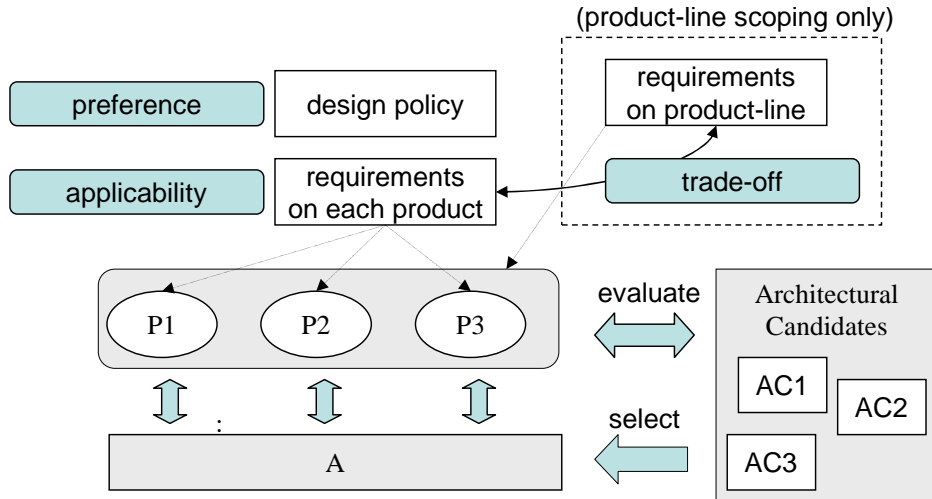 (product-line scoping only)
preference
design policy
requirements
on product-line
applicability
requirements
on each product
trade-off
P1
P2
P3
evaluate
Architectural
Candidates
AC1
AC2
AC3
select
:
A